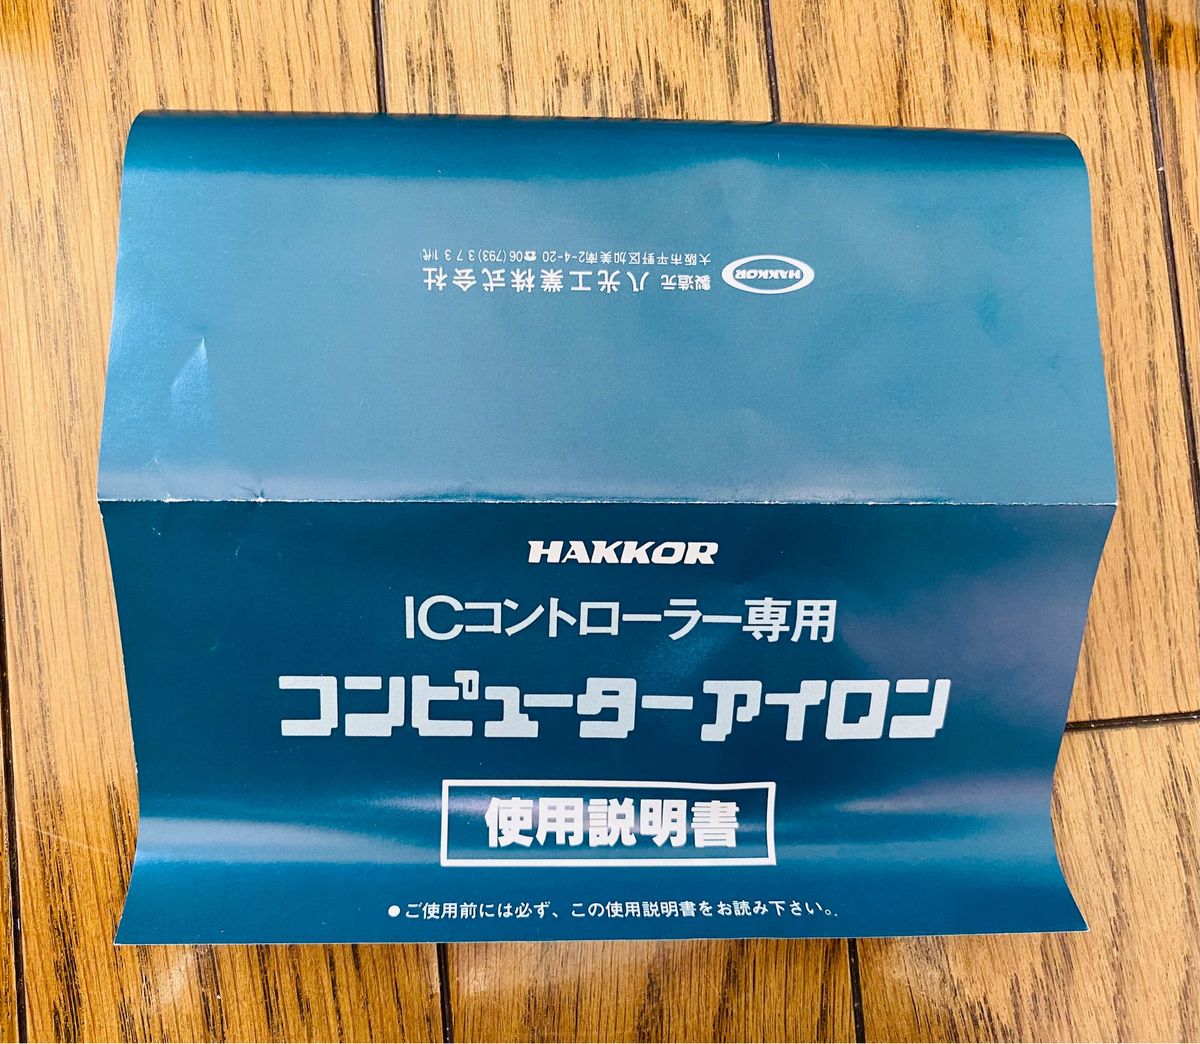 HAKKOR
ICコントローラー専用
コンピューターアイロン
使用説明書
●ご使用前には必ず、この使用説明書をお読み下さい。
HAKKOR
製造元 八光工業株式会社
大阪市平野区加美南2-4-20 ☎06(793)3731(代)